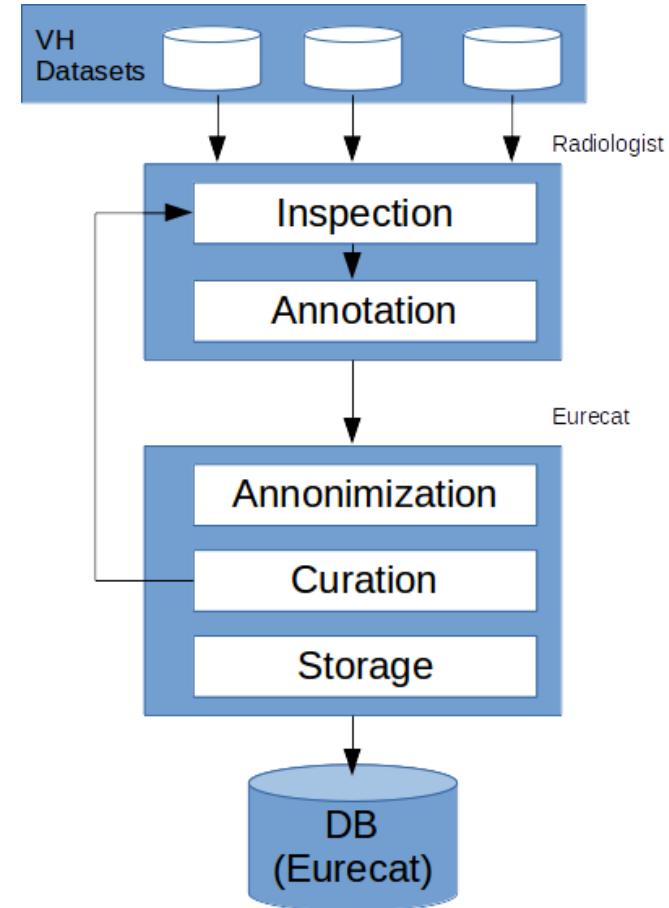 VH
Datasets
Radiologist
Inspection
Annotation
Eurecat
Annonimization
Curation
Storage
DB
(Eurecat)